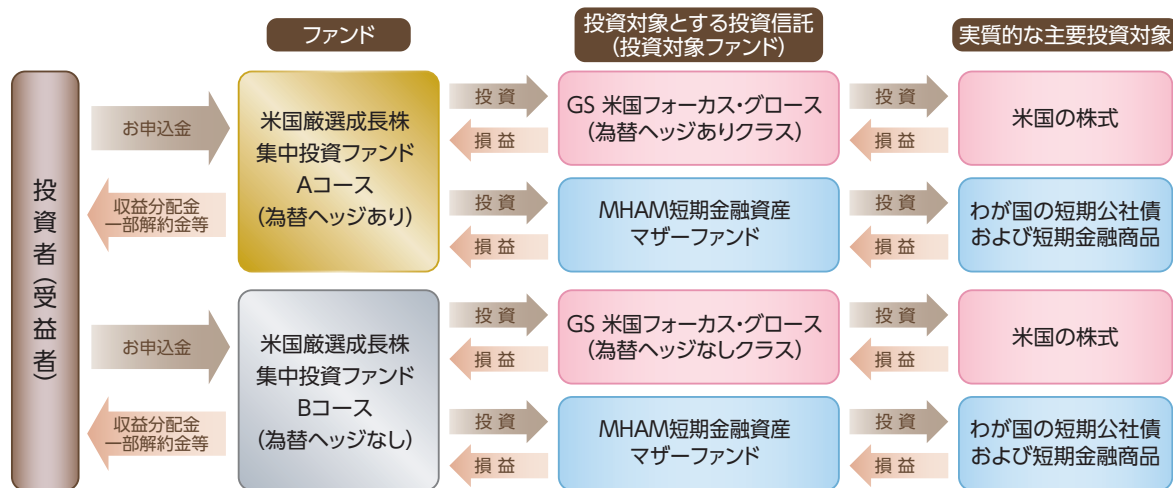 ファンド
投資対象とする投資信託
(投資対象ファンド)
実質的な主要投資対象
投資者(受益者)
お申込金
収益分配金
一部解約金等
米国厳選成長株
集中投資ファンド
Aコース
(為替ヘッジあり)
投資
損益
GS 米国フォーカス・グロース
(為替ヘッジありクラス)
投資
損益
米国の株式
投資
損益
MHAM短期金融資産
マザーファンド
投資
損益
わが国の短期公社債
および短期金融商品
お申込金
収益分配金
一部解約金等
米国厳選成長株
集中投資ファンド
Bコース
(為替ヘッジなし)
投資
損益
GS 米国フォーカス・グロース
(為替ヘッジなしクラス)
投資
損益
米国の株式
投資
損益
MHAM短期金融資産
マザーファンド
投資
損益
わが国の短期公社債
および短期金融商品